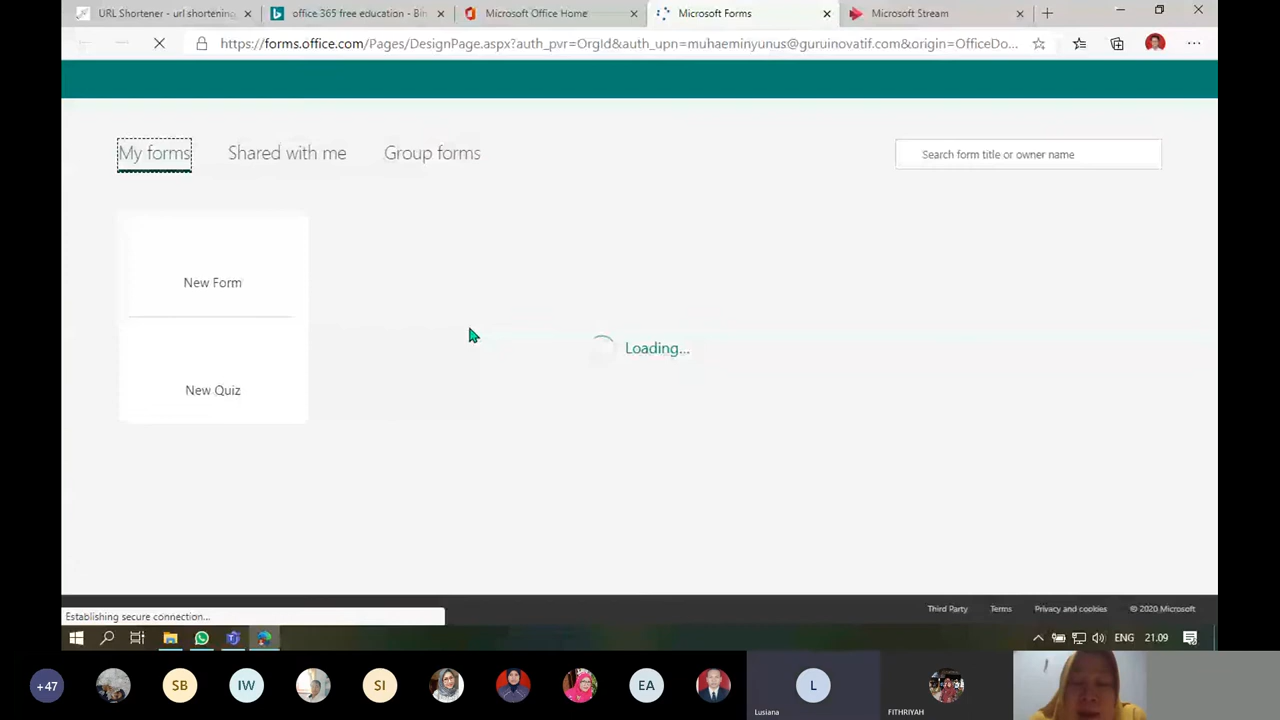 URL Shortener - url shortening
office 365 free education - Bin
Microsoft Office Home
Microsoft Forms
Microsoft Stream
https://forms.office.com/Pages/DesignPage.aspx?auth_pvr=OrgId&auth_upn=muhaeminyunus@guruinovatif.com&origin=OfficeDo...
My forms
Shared with me
Group forms
Search form title or owner name
New Form
Loading...
New Quiz
Establishing secure connection...
Third Party
Terms
Privacy and cookies
© 2020 Microsoft
ENG
21.09
+47
SB
IW
SI
EA
L
Lusiana
FITHRIYAH